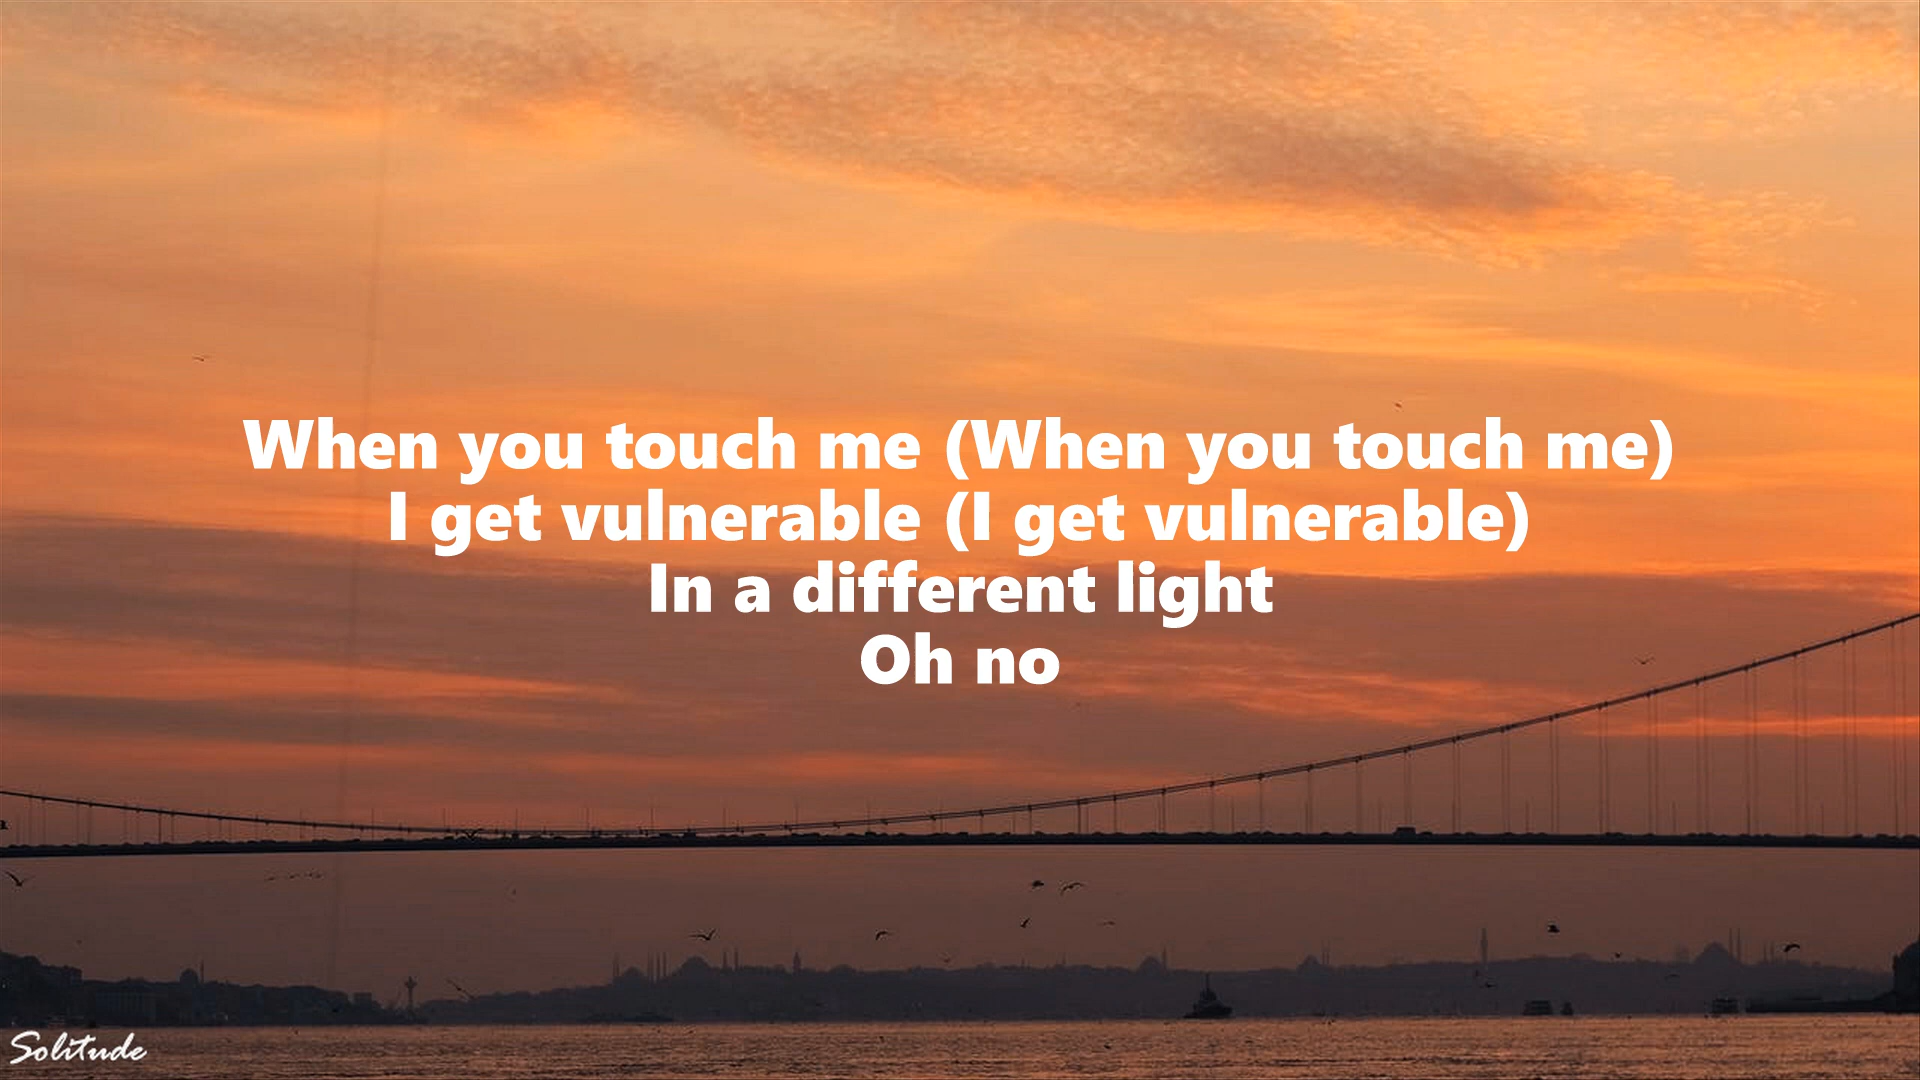 When you touch me (When you touch me)
I get vulnerable (I get vulnerable)
In a different light
Oh no
Solitude